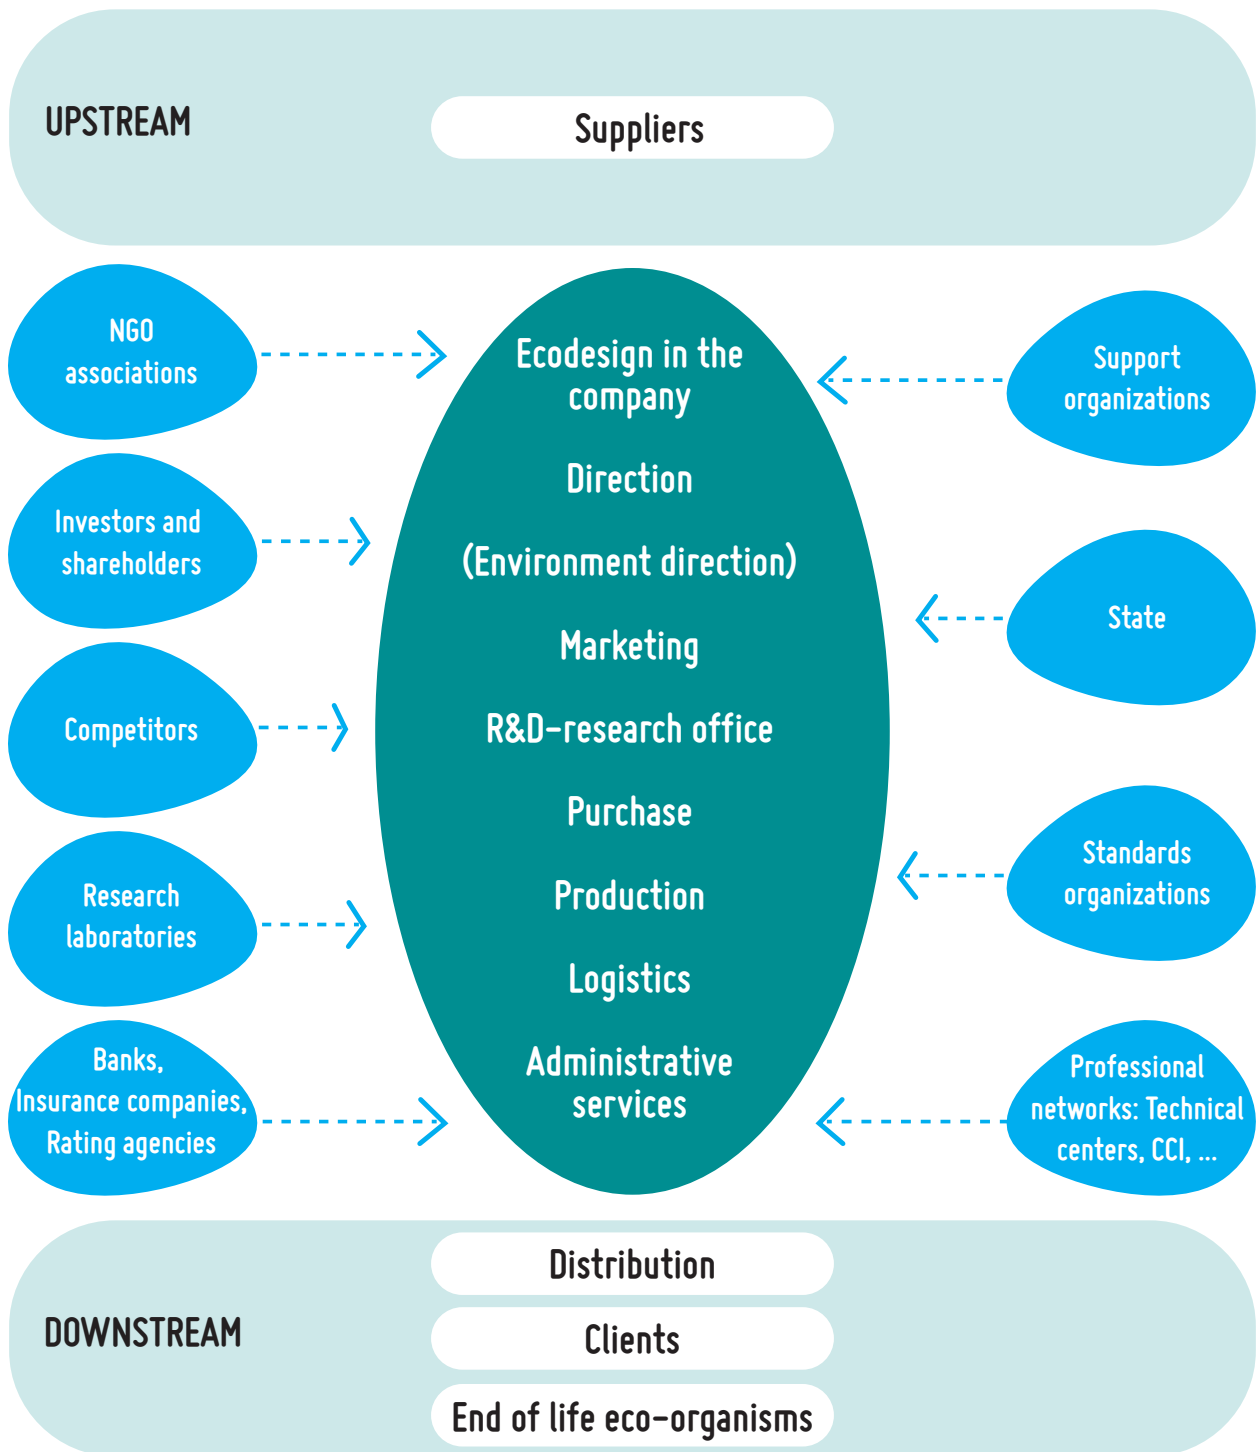 UPSTREAM
Suppliers
NGO
associations
Investors and
shareholders
Competitors
Research
laboratories
Banks,
Insurance companies,
Rating agencies
Ecodesign in the
company
Direction
(Environment direction)
Marketing
R&D-research office
Purchase
Production
Logistics
Administrative
services
Support
organizations
State
Standards
organizations
Professional
networks: Technical
centers, CCI, ...
DOWNSTREAM
Distribution
Clients
End of life eco-organisms